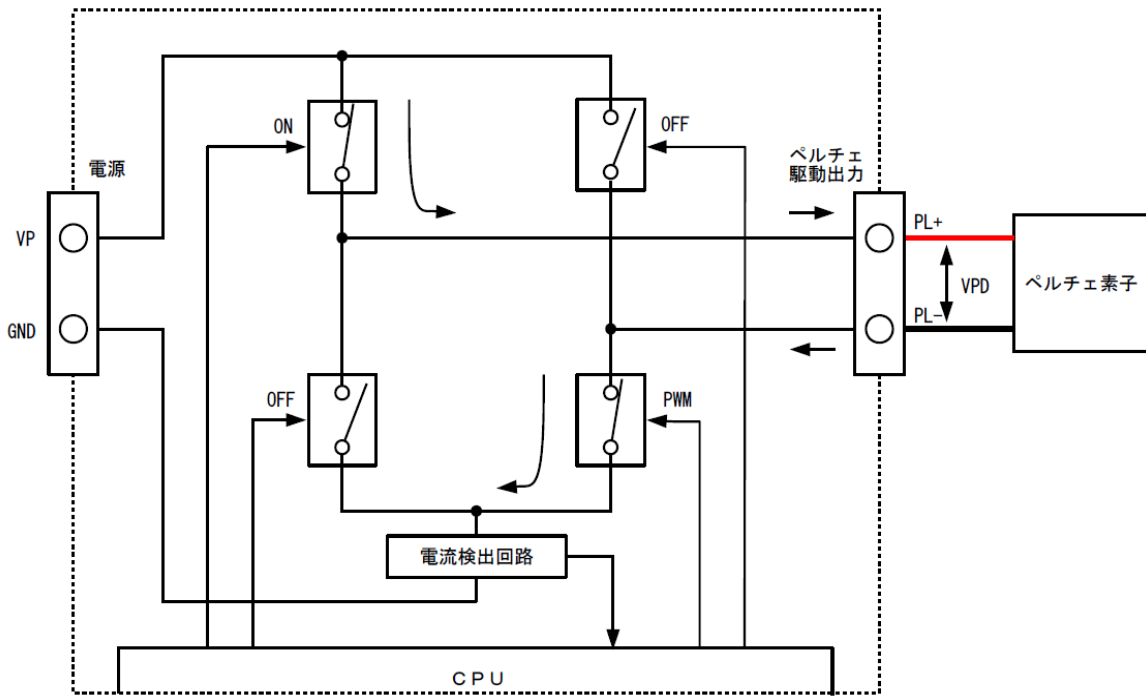 電源
VP
GND
ON
OFF
OFF
PWM
ペルチェ
駆動出力
PL+
VPD
PL−
ペルチェ素子
電流検出回路
CPU